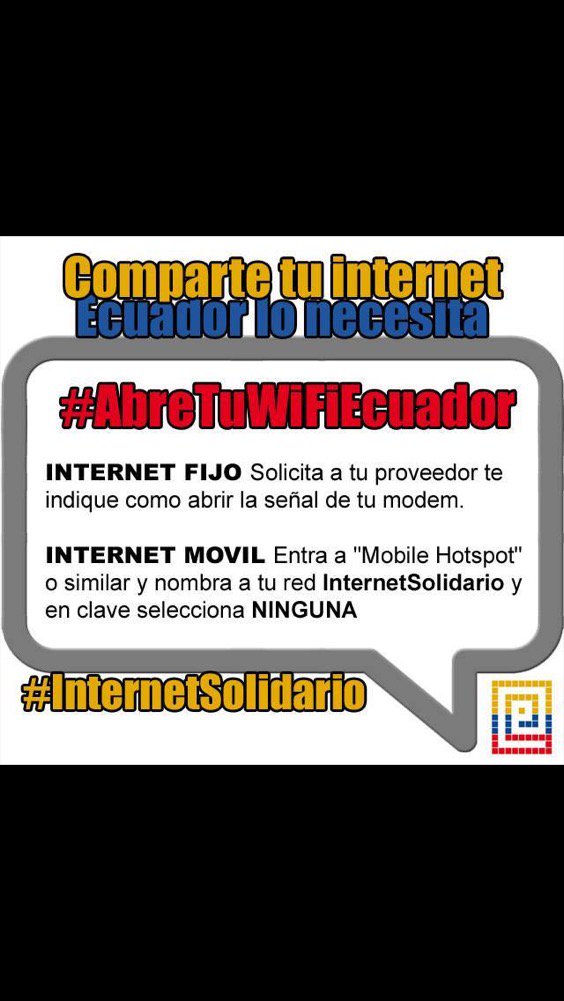 Comparte tu internet
Ecuador lo necesita
#AbreTuWiFiEcuador
INTERNET FIJO Solicita a tu proveedor te
indique como abrir la señal de tu modem.
INTERNET MOVIL Entra a "Mobile Hotspot"
o similar y nombra a tu red InternetSolidario y
en clave selecciona NINGUNA
#InternetSolidario